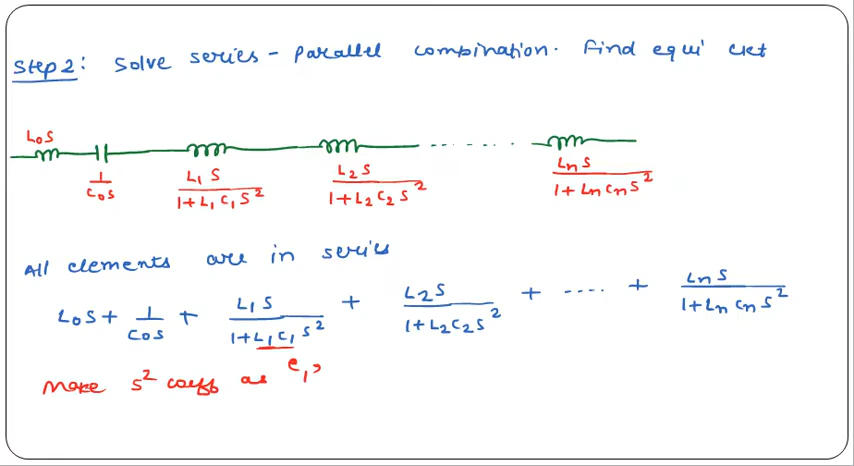 Step2: Solve series - Parallel combination. Find equi' ckt
L₀S
1/C₀S L₁S/1+L₁C₁S² L₂S/1+L₂C₂S² LₙS/1+LₙCₙS²
All elements are in series
L₀S + 1/C₀S + L₁S/1+L₁C₁S² + L₂S/1+L₂C₂S² + .... + LₙS/1+LₙCₙS²
Make S² coeff as e₁,